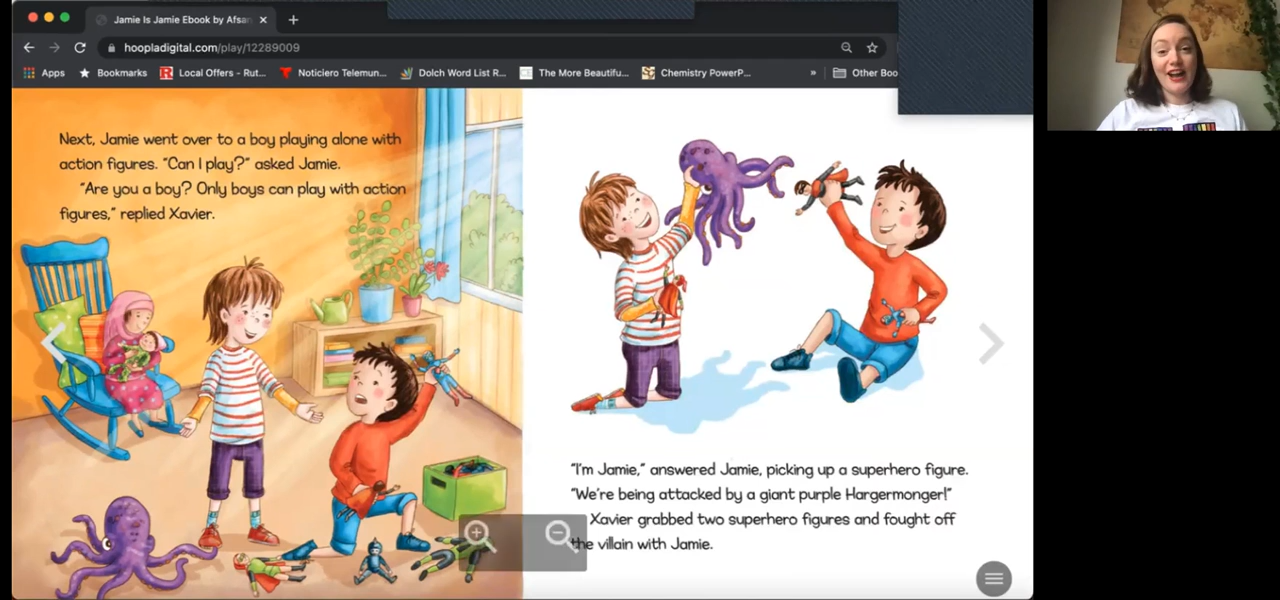 Jamie Is Jamie Ebook by Afsan
hoopladigital.com/play/12289009
Apps Bookmarks Local Offers - Rut... Noticiero Telemun... Dolch Word List R... The More Beautifu... Chemistry PowerP... » Other Boo
Next, Jamie went over to a boy playing alone with
action figures. "Can I play?" asked Jamie.
"Are you a boy? Only boys can play with action
figures," replied Xavier.
"I'm Jamie," answered Jamie, picking up a superhero figure.
"We're being attacked by a giant purple Hargermonger!"
Xavier grabbed two superhero figures and fought off
the villain with Jamie.